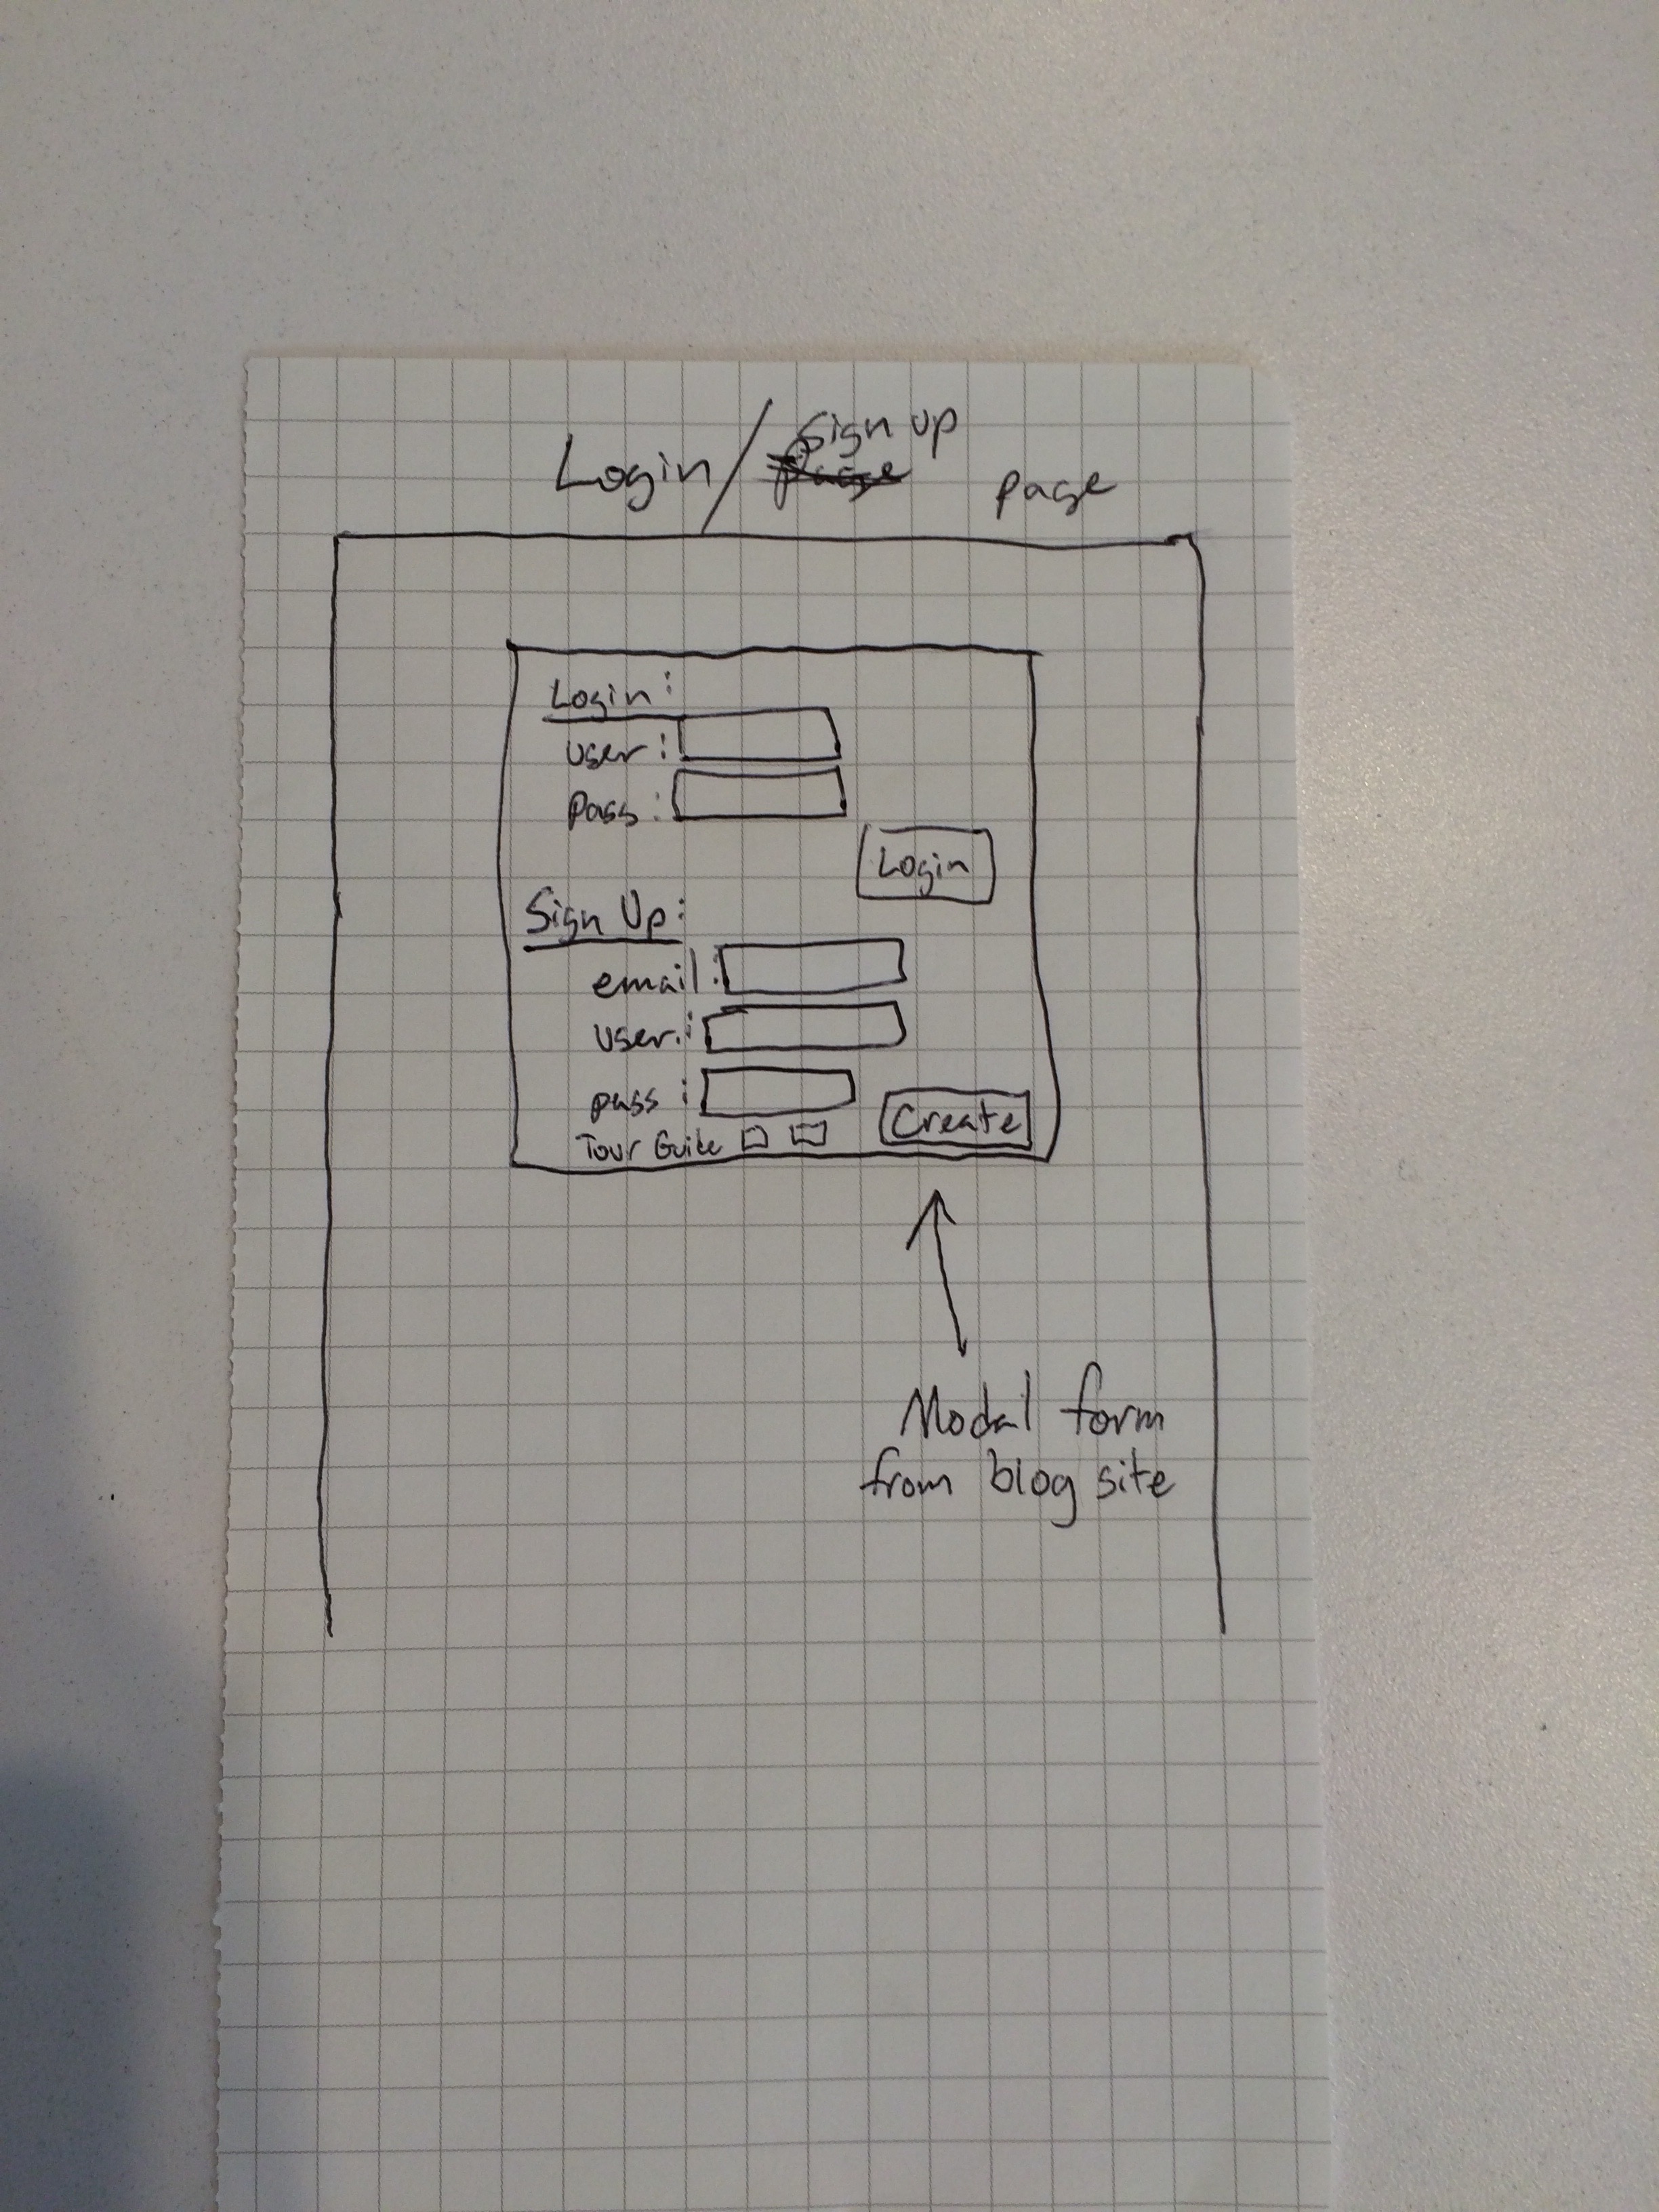 Login / Sign up page
Login:
user:
Pass:
Login
Sign Up:
email:
user:
pass:
Tour Guide
Create
Modal form
from blog site